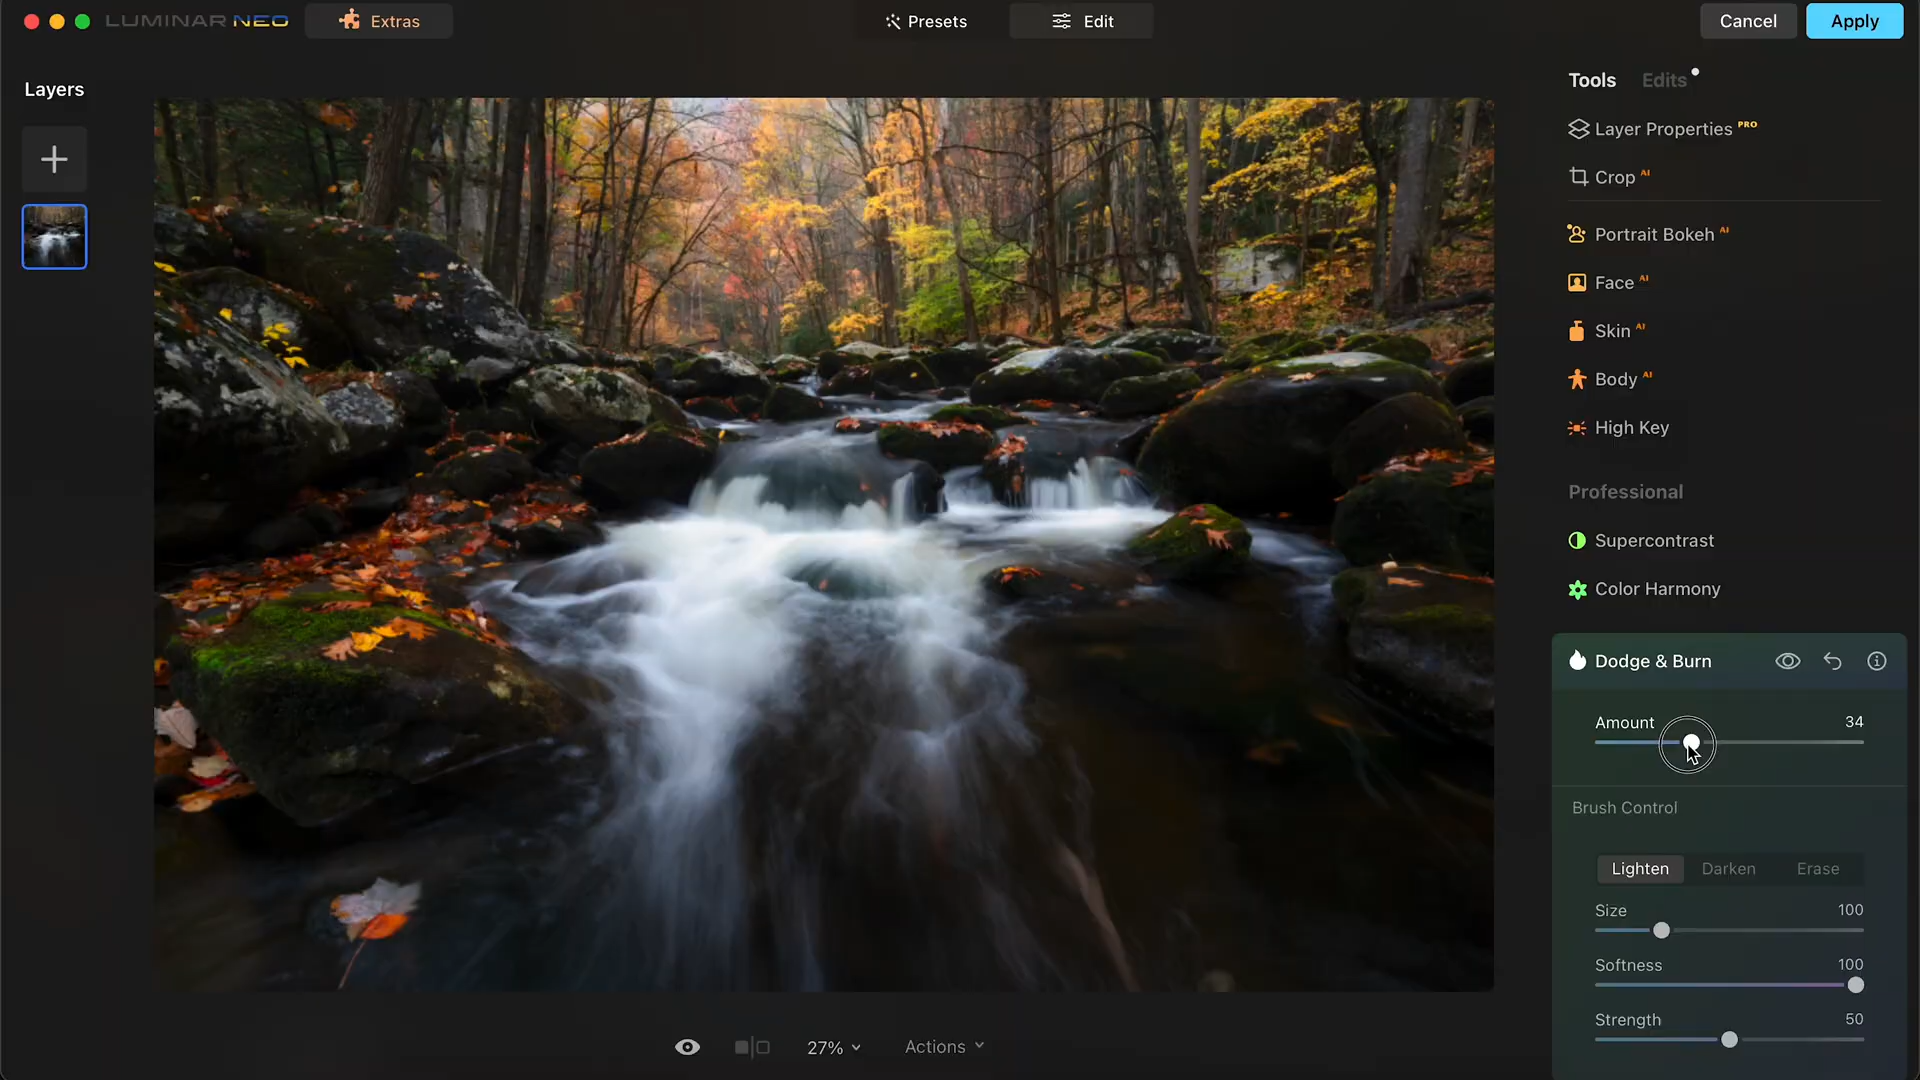 LUMINAR NEO
Extras
Presets
Edit
Cancel
Apply
Layers
Tools
Edits
Layer Properties PRO
Crop AI
Portrait Bokeh AI
Face AI
Skin AI
Body AI
High Key
Professional
Supercontrast
Color Harmony
Dodge & Burn
Amount 34
Brush Control
Lighten Darken Erase
Size 100
Softness 100
Strength 50
27%
Actions